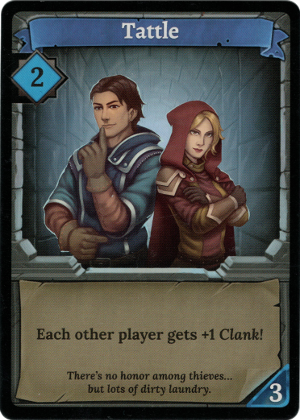 Tattle
2
Each other player gets +1 Clank!
There's no honor among thieves...
but lots of dirty laundry.
3